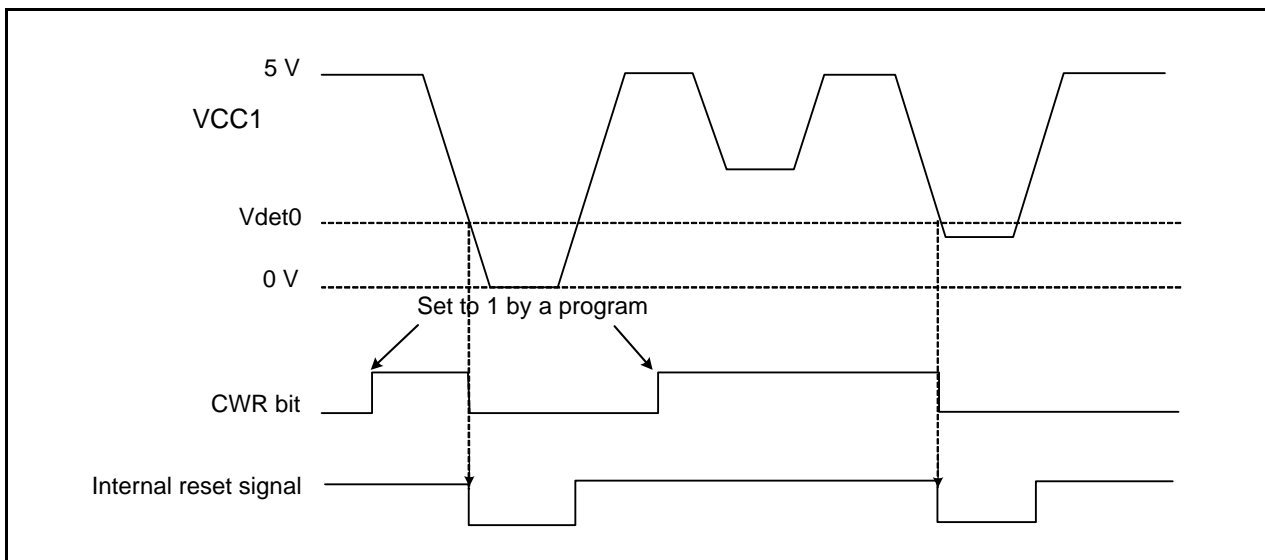 5 V
VCC1
Vdet0
0 V
Set to 1 by a program
CWR bit
Internal reset signal